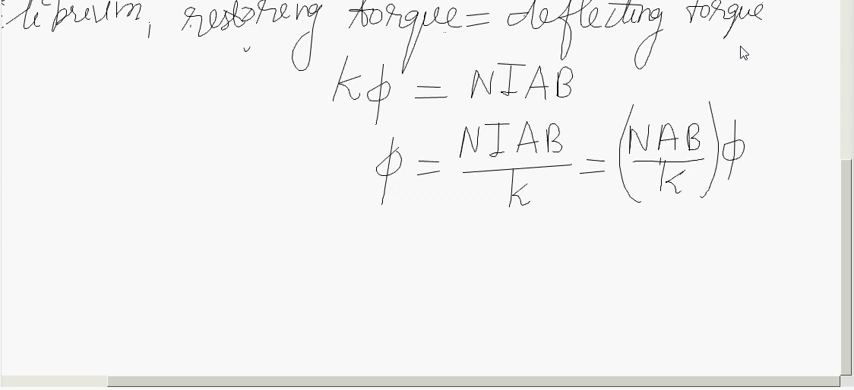 librium, restoring torque = deflecting torque
kϕ = NIAB
ϕ = NIAB/k = (NAB/k)ϕ